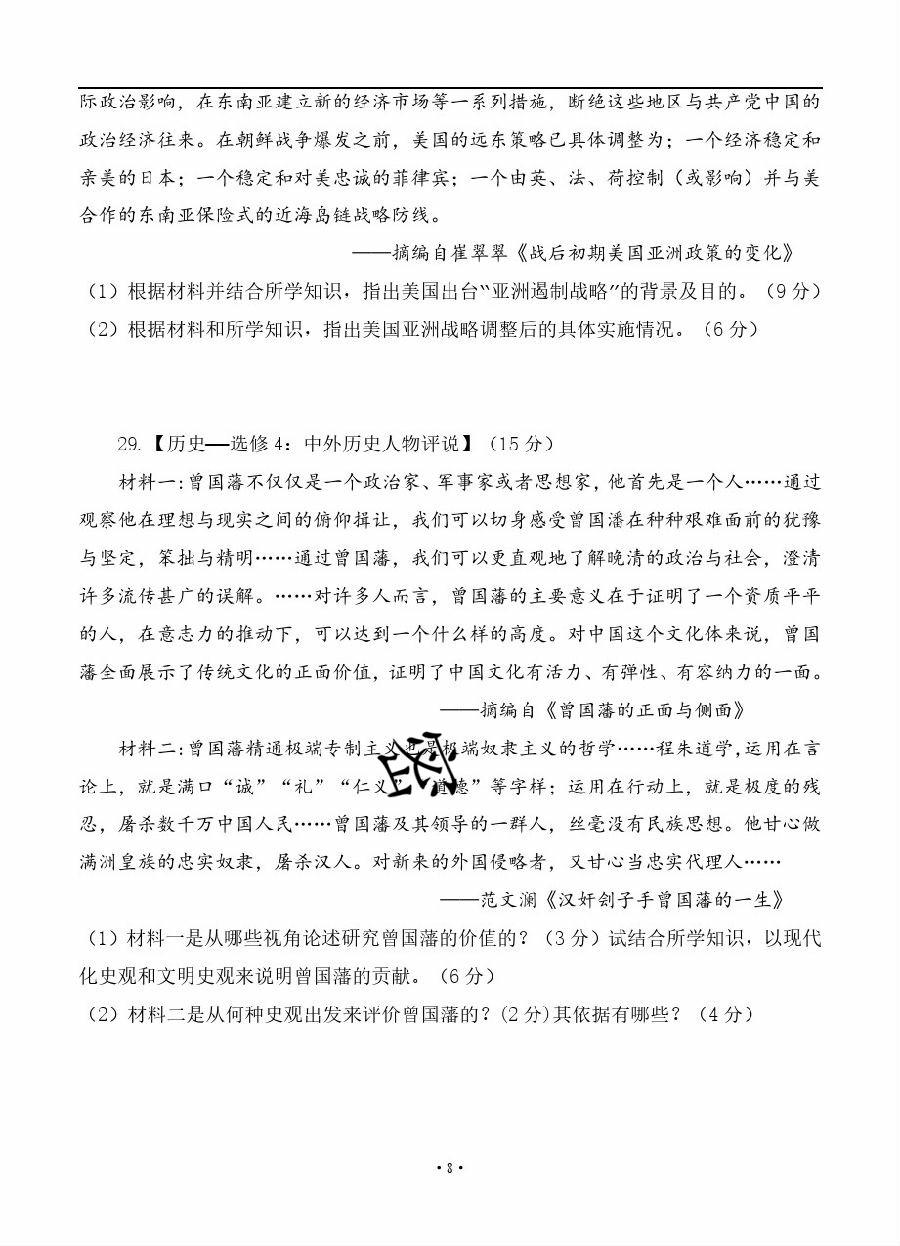 际政治影响，在东南亚建立新的经济市场等一系列措施，断绝这些地区与共产党中国的
政治经济往来。在朝鲜战争爆发之前，美国的远东策略已具体调整为；一个经济稳定和
亲美的日本；一个稳定和对美忠诚的菲律宾；一个由英、法、荷控制（或影响）并与美
合作的东南亚保险式的近海岛链战略防线。
——摘编自崔翠翠《战后初期美国亚洲政策的变化》
（1）根据材料并结合所学知识，指出美国出台“亚洲遏制战略”的背景及目的。（9 分）
（2）根据材料和所学知识，指出美国亚洲战略调整后的具体实施情况。（6 分）
29.【历史——选修 4：中外历史人物评说】（15 分）
材料一：曾国藩不仅仅是一个政治家、军事家或者思想家，他首先是一个人……通过
观察他在理想与现实之间的俯仰揖让，我们可以切身感受曾国潘在种种艰难面前的犹豫
与坚定，笨拙与精明……通过曾国藩，我们可以更直观地了解晚清的政治与社会，澄清
许多流传甚广的误解。……对许多人而言，曾国藩的主要意义在于证明了一个资质平平
的人，在意志力的推动下，可以达到一个什么样的高度。对中国这个文化体来说，曾国
藩全面展示了传统文化的正面价值，证明了中国文化有活力、有弹性、有容纳力的一面。
——摘编自《曾国藩的正面与侧面》
材料二：曾国藩精通极端专制主义也是极端奴隶主义的哲学……程朱道学，运用在言
论上，就是满口“诚”“礼”“仁义”“道德”等字样；运用在行动上，就是极度的残
忍，屠杀数千万中国人民……曾国藩及其领导的一群人，丝毫没有民族思想。他甘心做
满洲皇族的忠实奴隶，屠杀汉人。对新来的外国侵略者，又甘心当忠实代理人……
——范文澜《汉奸刽子手曾国藩的一生》
（1）材料一是从哪些视角论述研究曾国藩的价值的？（3 分）试结合所学知识，以现代
化史观和文明史观来说明曾国藩的贡献。（6 分）
（2）材料二是从何种史观出发来评价曾国藩的？(2 分)其依据有哪些？（4 分）
·8·